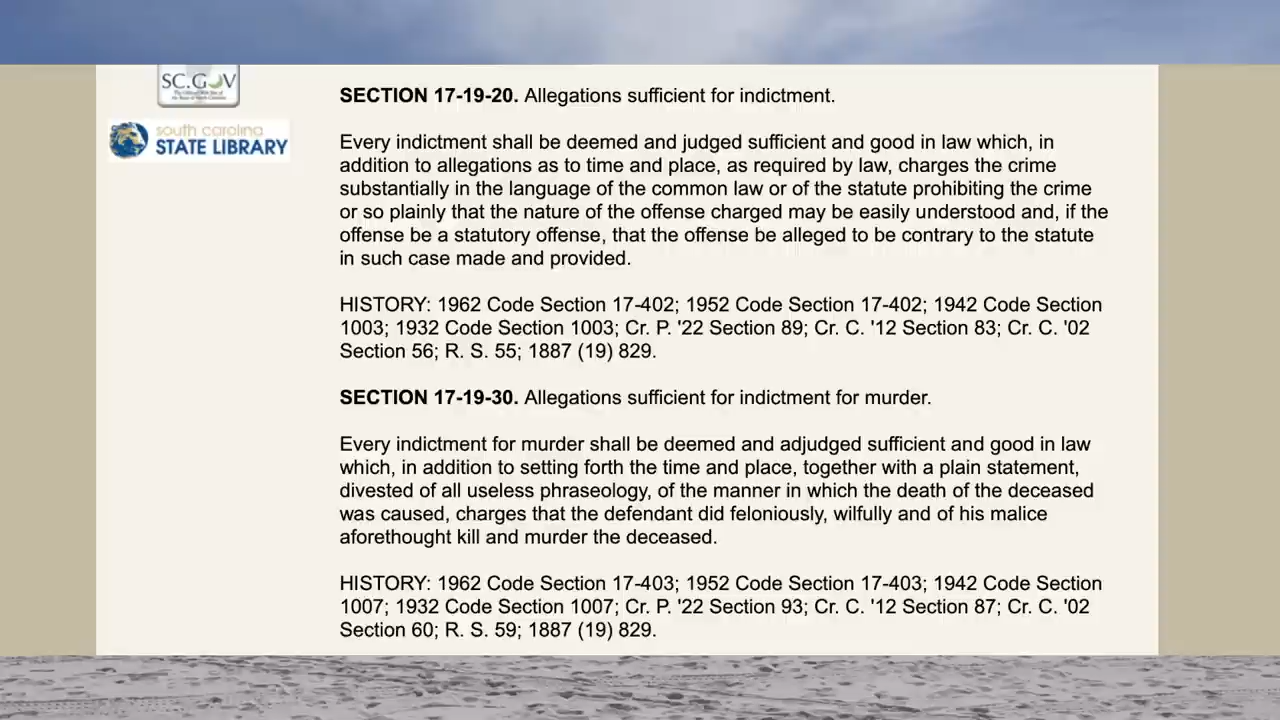 SC.GOV
SECTION 17-19-20. Allegations sufficient for indictment.
south carolina
STATE LIBRARY
Every indictment shall be deemed and judged sufficient and good in law which, in
addition to allegations as to time and place, as required by law, charges the crime
substantially in the language of the common law or of the statute prohibiting the crime
or so plainly that the nature of the offense charged may be easily understood and, if the
offense be a statutory offense, that the offense be alleged to be contrary to the statute
in such case made and provided.
HISTORY: 1962 Code Section 17-402; 1952 Code Section 17-402; 1942 Code Section
1003; 1932 Code Section 1003; Cr. P. '22 Section 89; Cr. C. '12 Section 83; Cr. C. '02
Section 56; R. S. 55; 1887 (19) 829.
SECTION 17-19-30. Allegations sufficient for indictment for murder.
Every indictment for murder shall be deemed and adjudged sufficient and good in law
which, in addition to setting forth the time and place, together with a plain statement,
divested of all useless phraseology, of the manner in which the death of the deceased
was caused, charges that the defendant did feloniously, wilfully and of his malice
aforethought kill and murder the deceased.
HISTORY: 1962 Code Section 17-403; 1952 Code Section 17-403; 1942 Code Section
1007; 1932 Code Section 1007; Cr. P. '22 Section 93; Cr. C. '12 Section 87; Cr. C. '02
Section 60; R. S. 59; 1887 (19) 829.